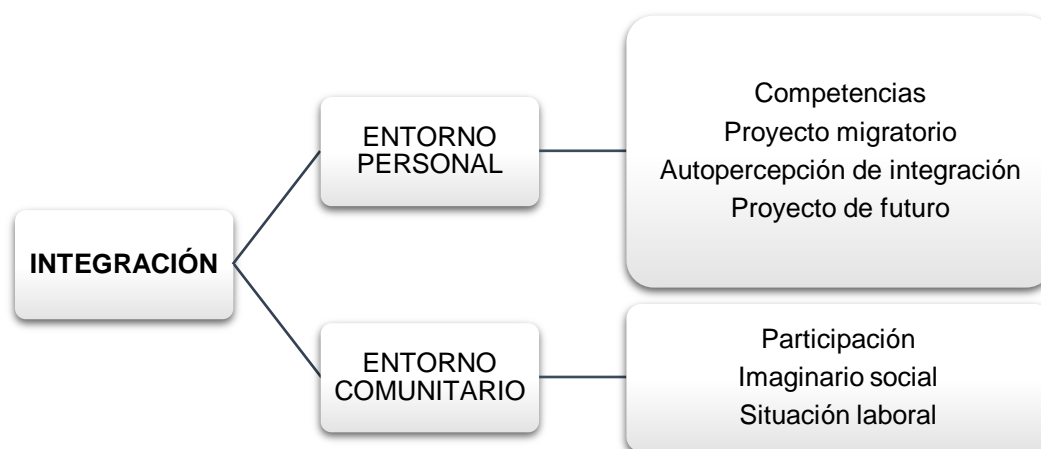 INTEGRACIÓN
ENTORNO
PERSONAL
Competencias
Proyecto migratorio
Autopercepción de integración
Proyecto de futuro
ENTORNO
COMUNITARIO
Participación
Imaginario social
Situación laboral